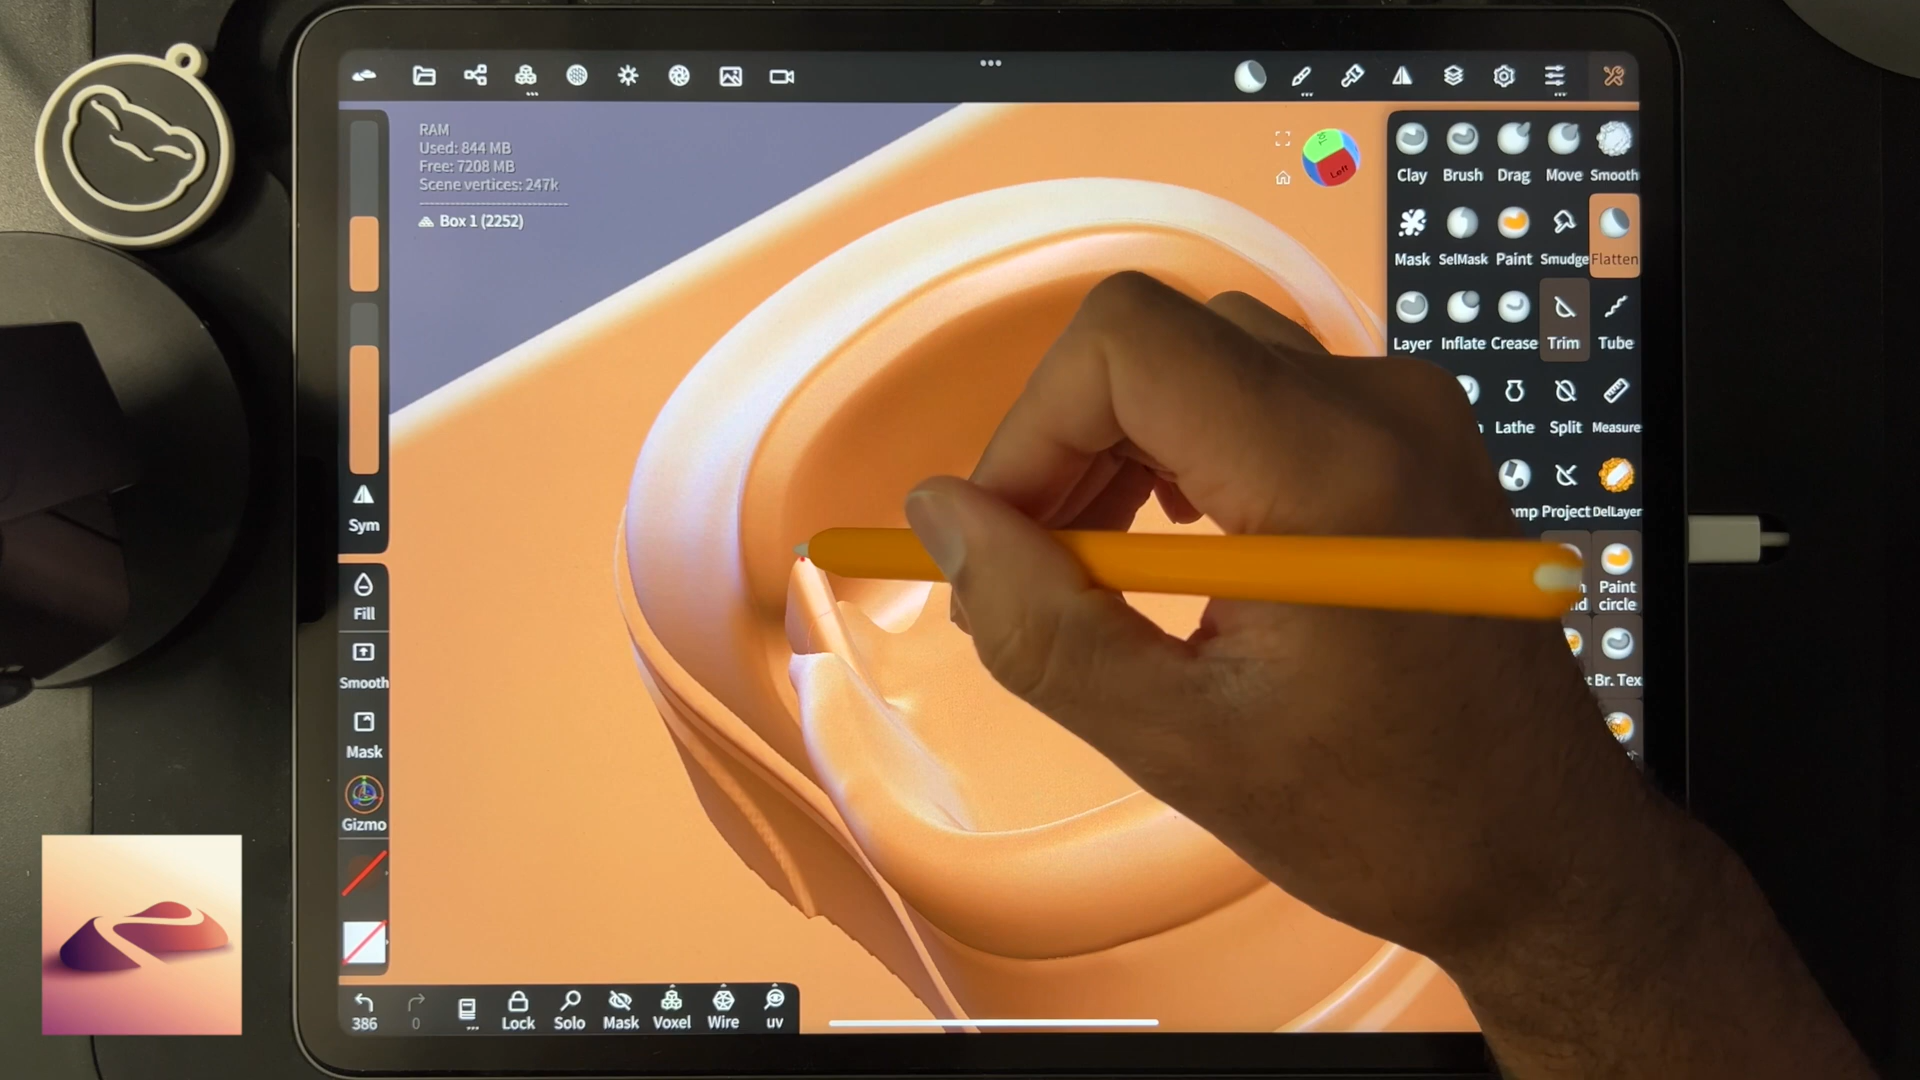 RAM
Used: 844 MB
Free: 7208 MB
Scene vertices: 247k
Box 1 (2252)
Left
Clay Brush Drag Move Smooth
Mask SelMask Paint Smudge Flatten
Layer Inflate Crease Trim Tube
Lathe Split Measure
Project DelLayer
Paint
circle
Br. Tex
Sym
Fill
Smooth
Mask
Gizmo
386 0 Lock Solo Mask Voxel Wire uv